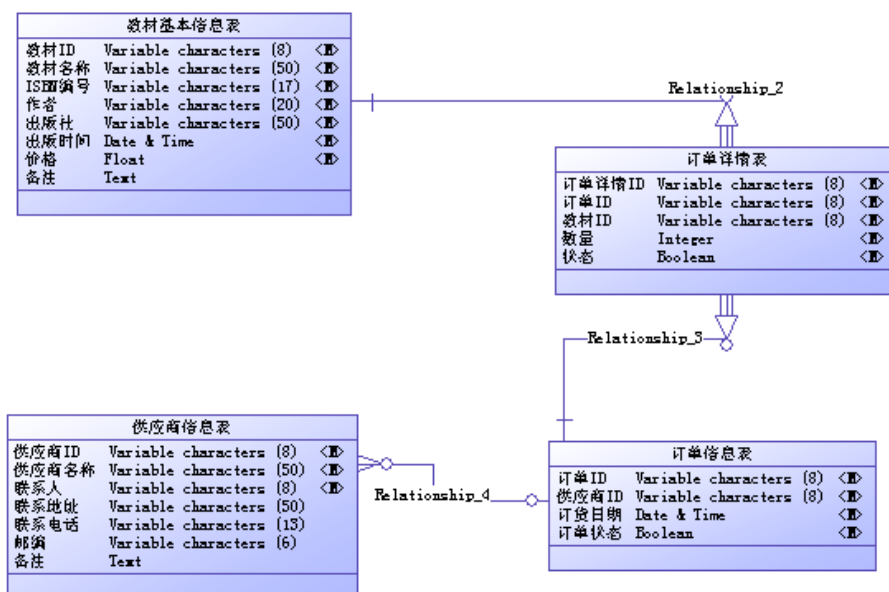 教材基本信息表
教材ID Variable characters (8) <M>
教材名称 Variable characters (50) <M>
ISBN编号 Variable characters (17) <M>
作者 Variable characters (20) <M>
出版社 Variable characters (50) <M>
出版时间 Date & Time <M>
价格 Float <M>
备注 Text
Relationship_2
订单详情表
订单详情ID Variable characters (8) <M>
订单ID Variable characters (8) <M>
教材ID Variable characters (8) <M>
数量 Integer <M>
状态 Boolean <M>
Relationship_3
供应商信息表
供应商ID Variable characters (8) <M>
供应商名称 Variable characters (50) <M>
联系人 Variable characters (8) <M>
联系地址 Variable characters (50)
联系电话 Variable characters (13)
邮编 Variable characters (6)
备注 Text
Relationship_4
订单信息表
订单ID Variable characters (8) <M>
供应商ID Variable characters (8) <M>
订货日期 Date & Time <M>
订单状态 Boolean <M>